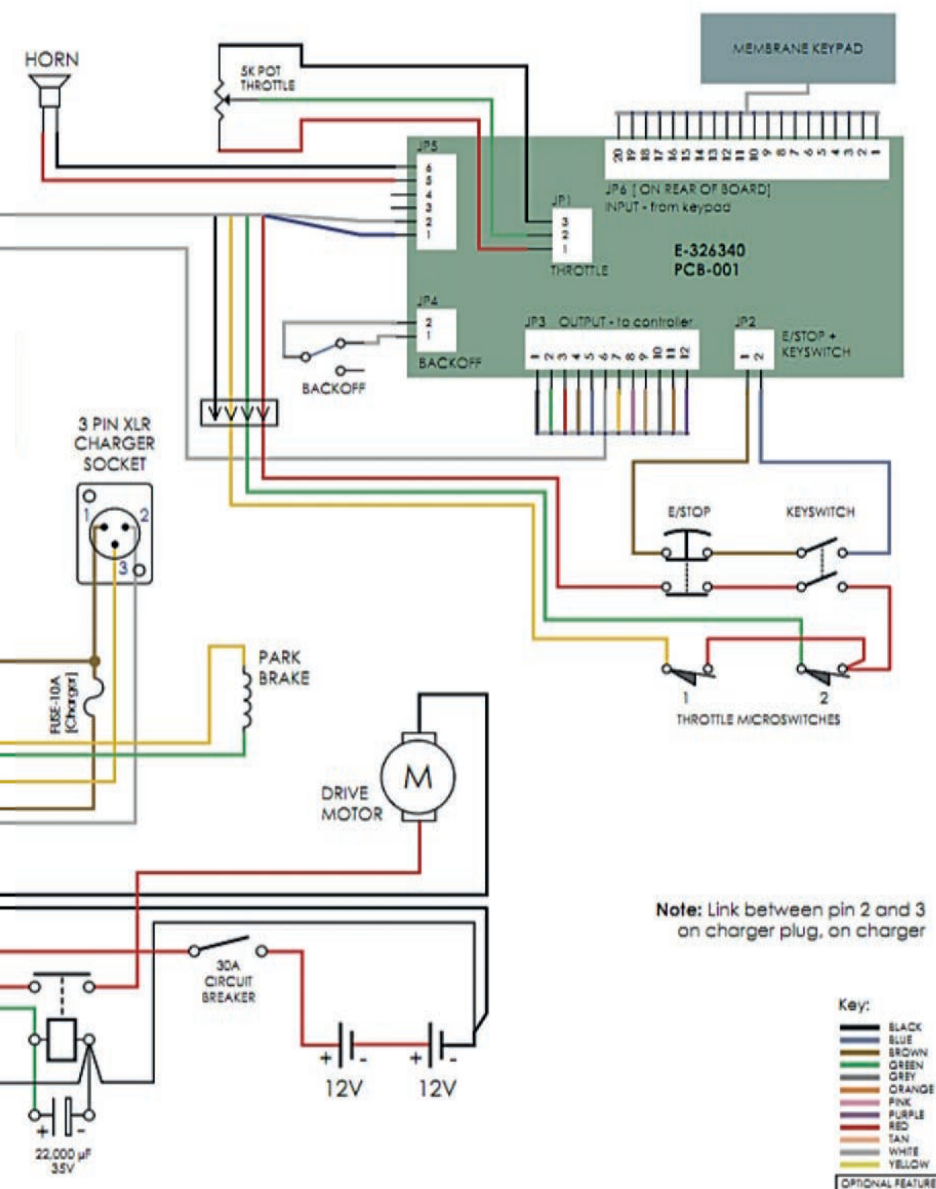 HORN
5K POT
THROTTLE
MEMBRANE KEYPAD
JP5
6
5
4
3
2
1
20 19 18 17 16 15 14 13 12 11 10 9 8 7 6 5 4 3 2 1
JP6 [ ON REAR OF BOARD]
INPUT - from keypad
JP1
3
2
1
THROTTLE
E-326340
PCB-001
JP4
2
1
BACKOFF
BACKOFF
JP3 OUTPUT - to controller
1 2 3 4 5 6 7 8 9 10 11 12
JP2
1 2
E/STOP +
KEYSWITCH
3 PIN XLR
CHARGER
SOCKET
1
2
3
E/STOP
KEYSWITCH
1
2
THROTTLE MICROSWITCHES
FUSE-10A
[Charger]
PARK
BRAKE
M
DRIVE
MOTOR
Note: Link between pin 2 and 3
on charger plug, on charger
30A
CIRCUIT
BREAKER
+ - + -
12V 12V
+ -
22,000 µF
35V
Key:
BLACK
BLUE
BROWN
GREEN
GREY
ORANGE
PINK
PURPLE
RED
TAN
WHITE
YELLOW
OPTIONAL FEATURE